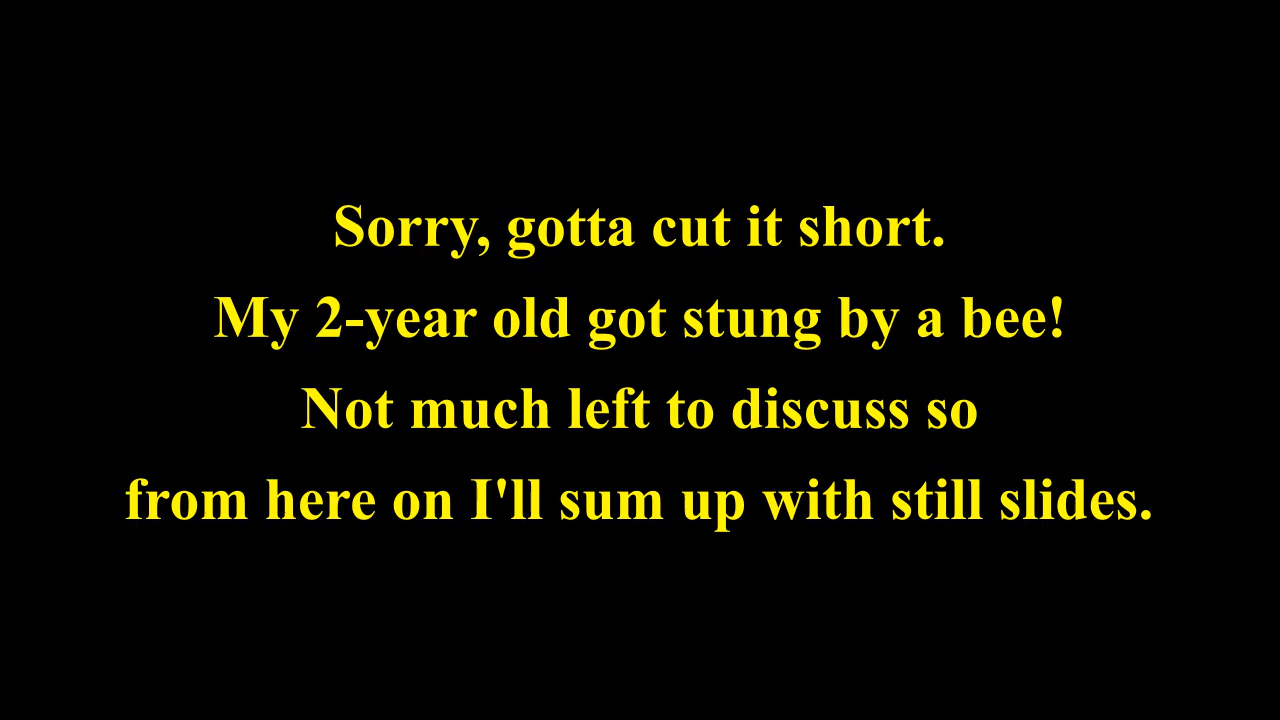 Sorry, gotta cut it short.
My 2-year old got stung by a bee!
Not much left to discuss so
from here on I'll sum up with still slides.